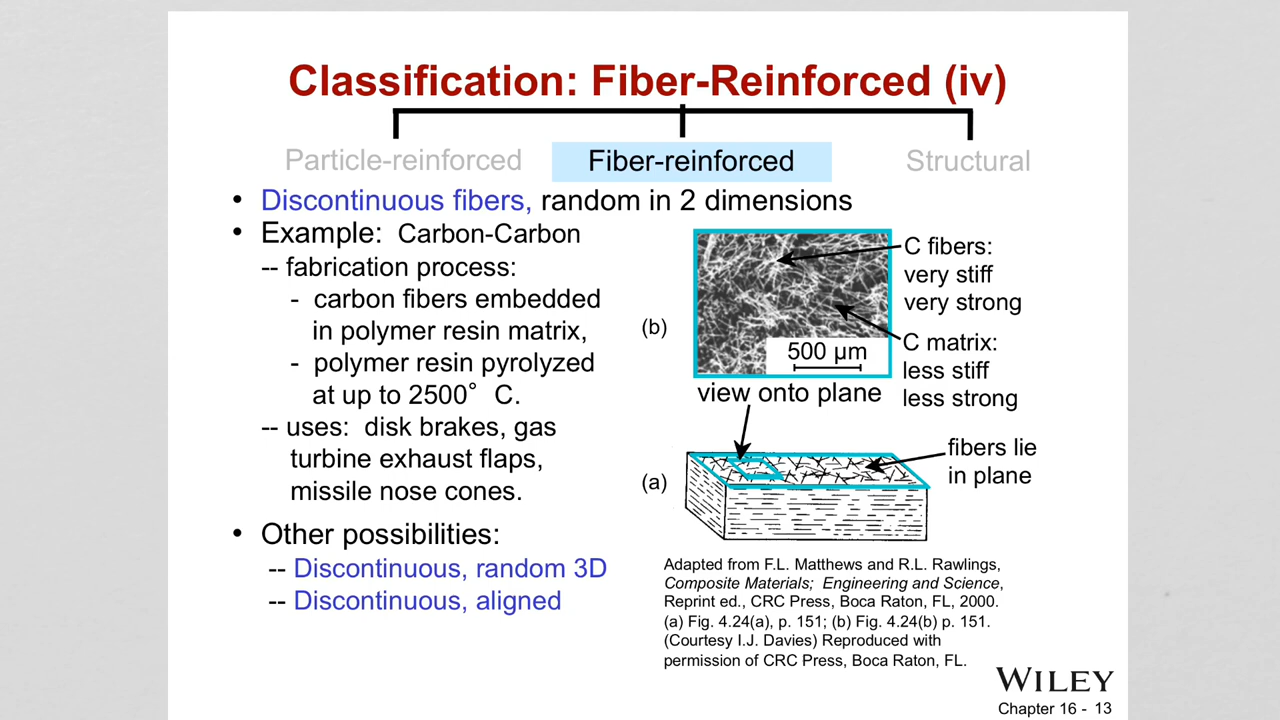 Classification: Fiber-Reinforced (iv)
Particle-reinforced
Fiber-reinforced
Structural
• Discontinuous fibers, random in 2 dimensions
• Example: Carbon-Carbon
-- fabrication process:
- carbon fibers embedded
in polymer resin matrix,
- polymer resin pyrolyzed
at up to 2500° C.
-- uses: disk brakes, gas
turbine exhaust flaps,
missile nose cones.
• Other possibilities:
-- Discontinuous, random 3D
-- Discontinuous, aligned
(b)
500 μm
C fibers:
very stiff
very strong
C matrix:
less stiff
less strong
view onto plane
fibers lie
in plane
(a)
Adapted from F.L. Matthews and R.L. Rawlings,
Composite Materials; Engineering and Science,
Reprint ed., CRC Press, Boca Raton, FL, 2000.
(a) Fig. 4.24(a), p. 151; (b) Fig. 4.24(b) p. 151.
(Courtesy I.J. Davies) Reproduced with
permission of CRC Press, Boca Raton, FL.
WILEY
Chapter 16 - 13